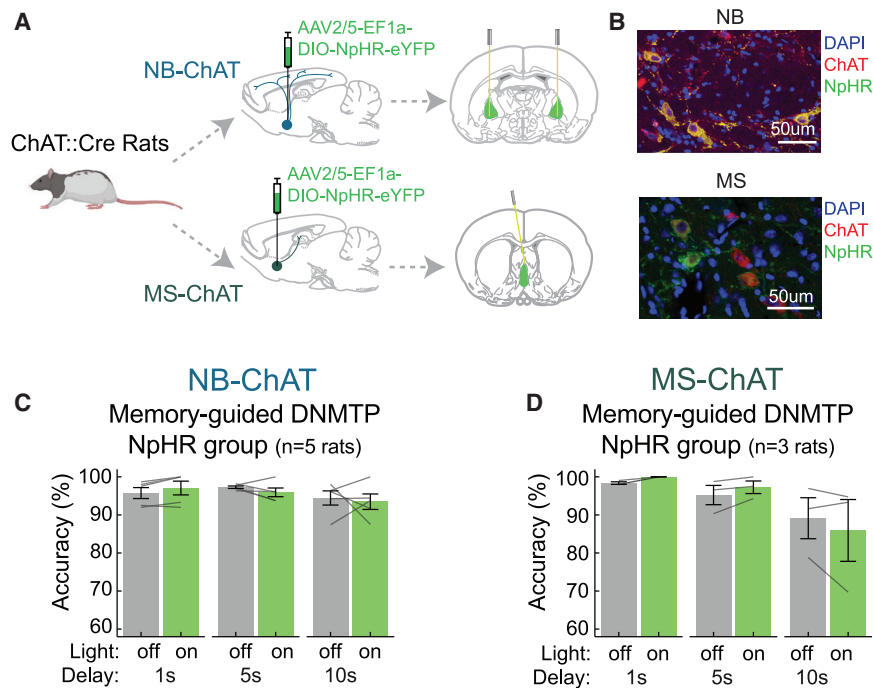 A
AAV2/5-EF1a-
DIO-NpHR-eYFP
NB-ChAT
ChAT::Cre Rats
AAV2/5-EF1a-
DIO-NpHR-eYFP
MS-ChAT
B
NB
DAPI
ChAT
NpHR
50um
MS
DAPI
ChAT
NpHR
50um
NB-ChAT
C
Memory-guided DNMTP
NpHR group (n=5 rats)
Accuracy (%)
100
90
80
70
60
Light: off on off on off on
Delay: 1s 5s 10s
MS-ChAT
D
Memory-guided DNMTP
NpHR group (n=3 rats)
Accuracy (%)
100
90
80
70
60
Light: off on off on off on
Delay: 1s 5s 10s